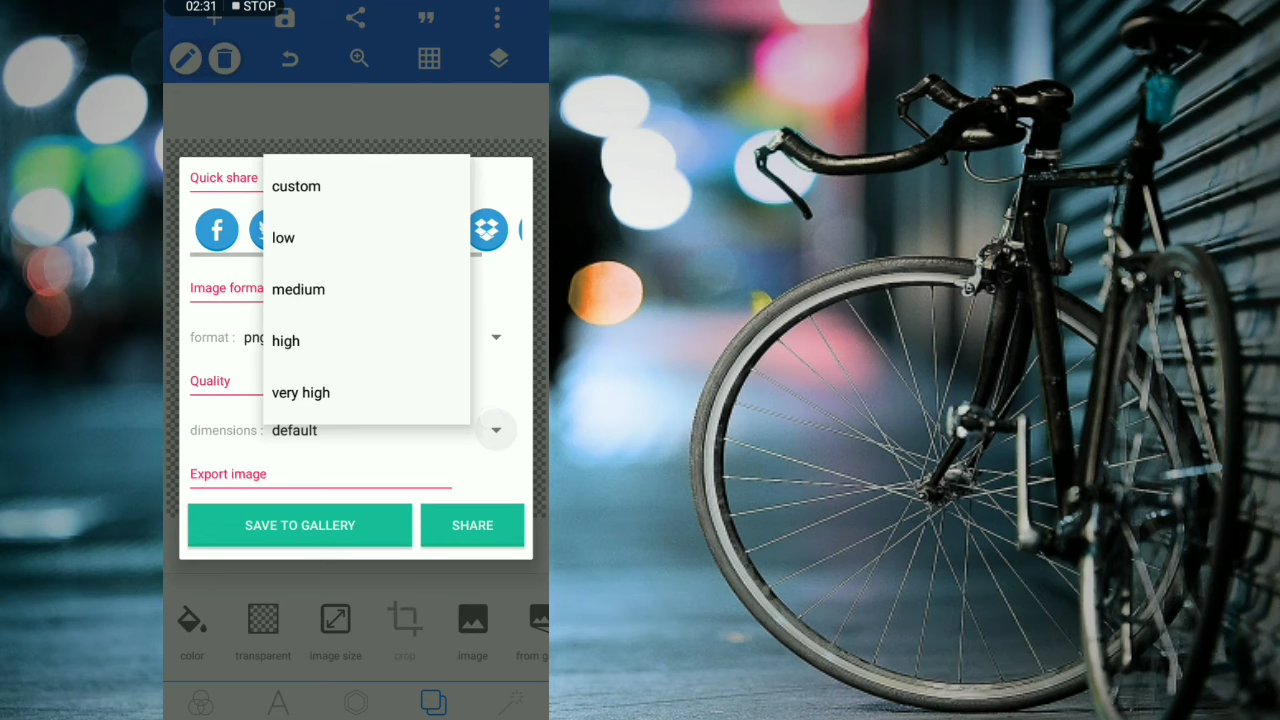 02:31 STOP
Quick share
custom
low
Image forma
medium
format : png
high
Quality
very high
dimensions : default
Export image
SAVE TO GALLERY SHARE
color transparent image size crop image from g